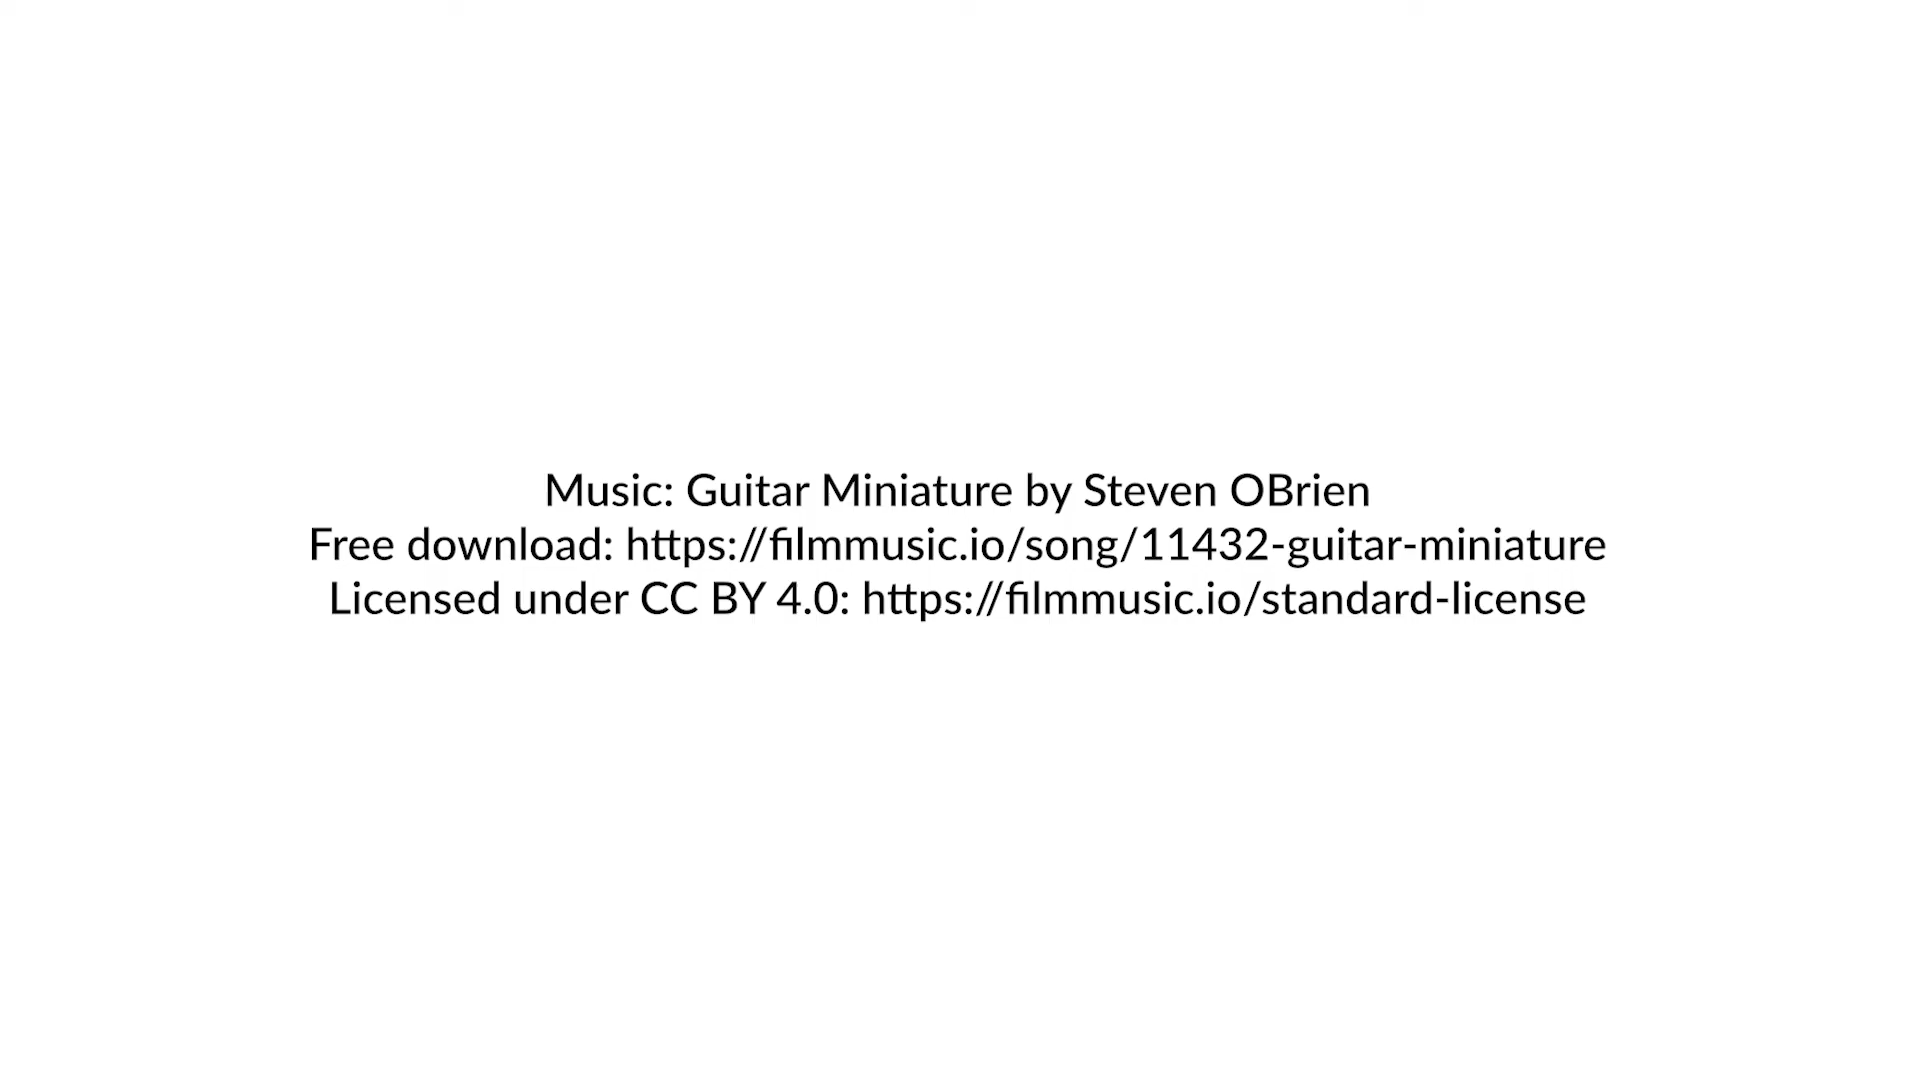 Music: Guitar Miniature by Steven OBrien
Free download: https://filmmusic.io/song/11432-guitar-miniature
Licensed under CC BY 4.0: https://filmmusic.io/standard-license